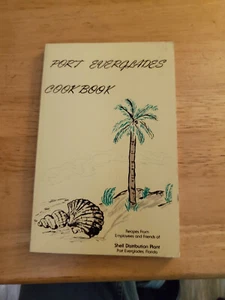 PORT EVERGLADES
COOK BOOK
Recipes From
Employees and Friends of
Shell Distribution Plant
Port Everglades, Florida